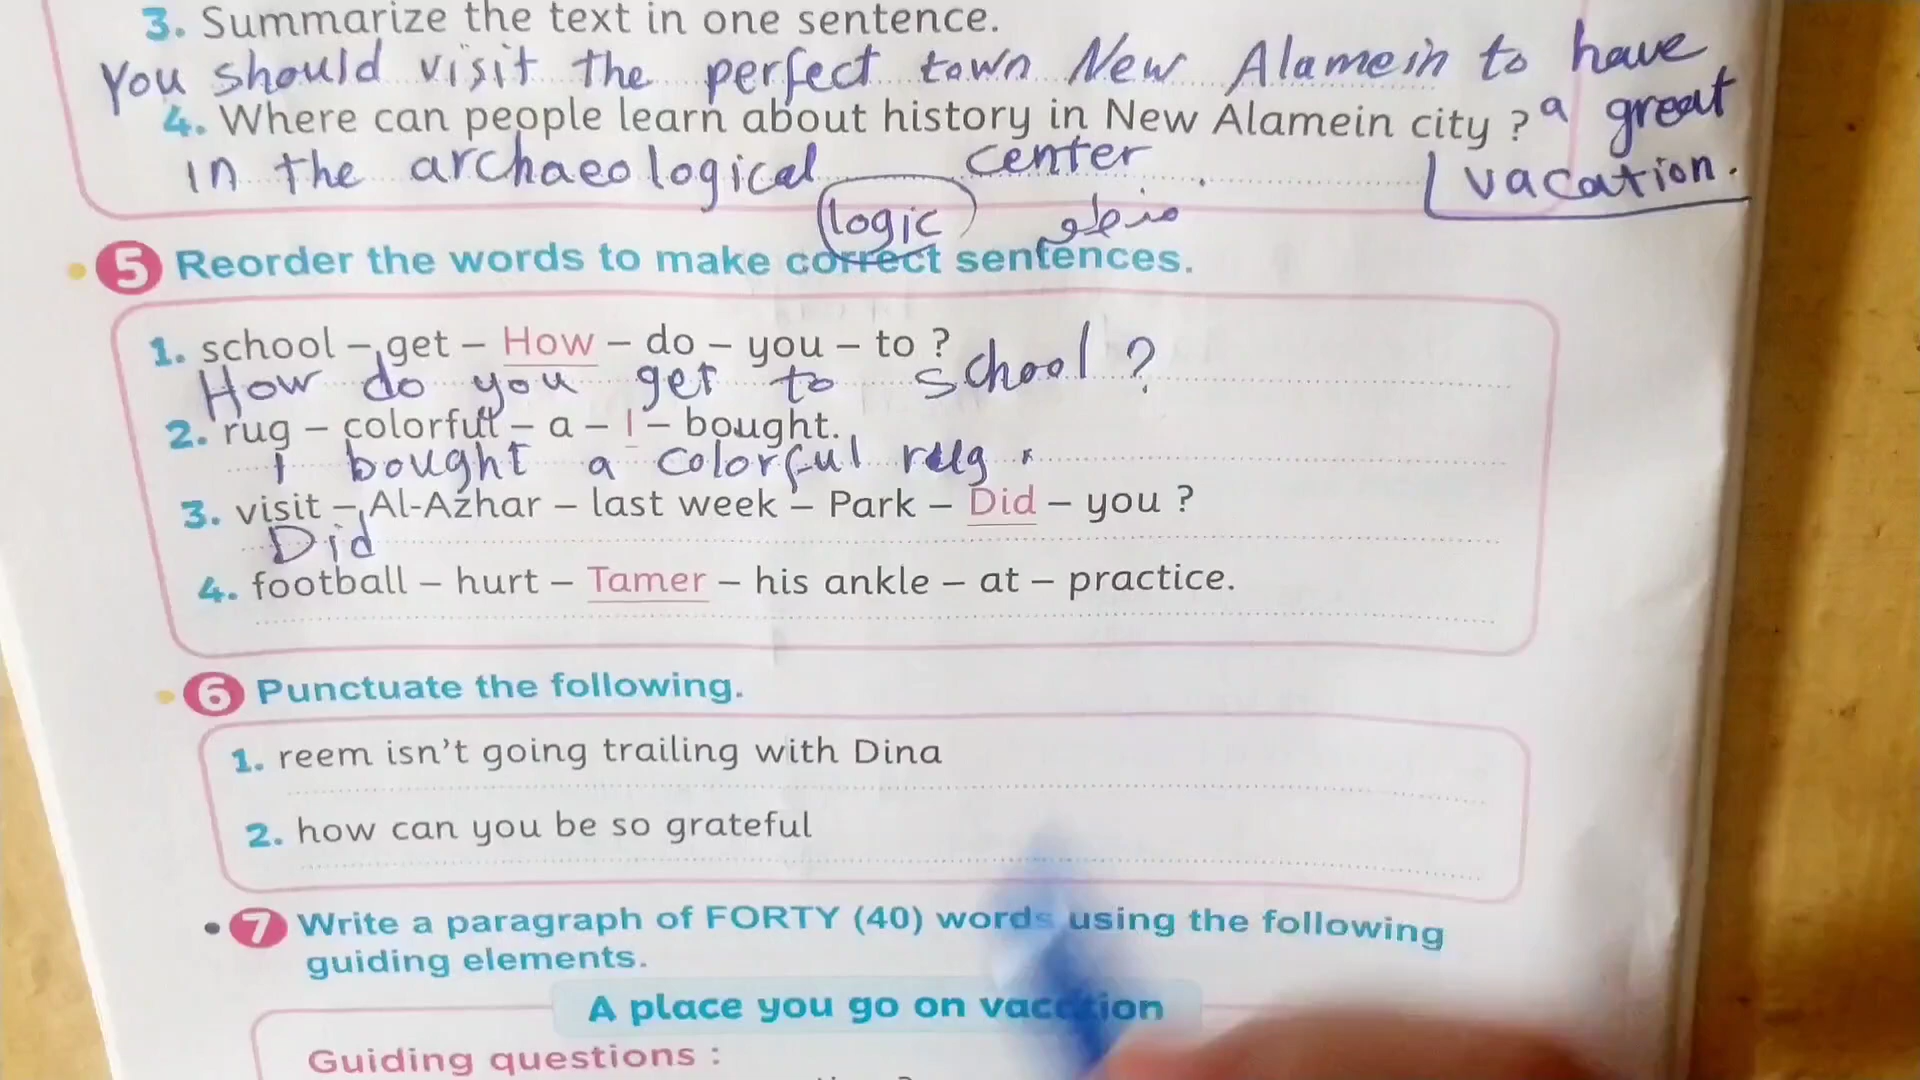 3. Summarize the text in one sentence.
You should visit the perfect town New Alamein to have
a great
vacation.
4. Where can people learn about history in New Alamein city ?
in the archaeological center .
logic
5 Reorder the words to make correct sentences.
1. school – get – How – do – you – to ?
How do you get to school ?
2. rug – colorful – a – I – bought.
I bought a colorful rug .
3. visit – Al-Azhar – last week – Park – Did – you ?
Did
4. football – hurt – Tamer – his ankle – at – practice.
6 Punctuate the following.
1. reem isn't going trailing with Dina
2. how can you be so grateful
7 Write a paragraph of FORTY (40) words using the following
guiding elements.
A place you go on vacation
Guiding questions :